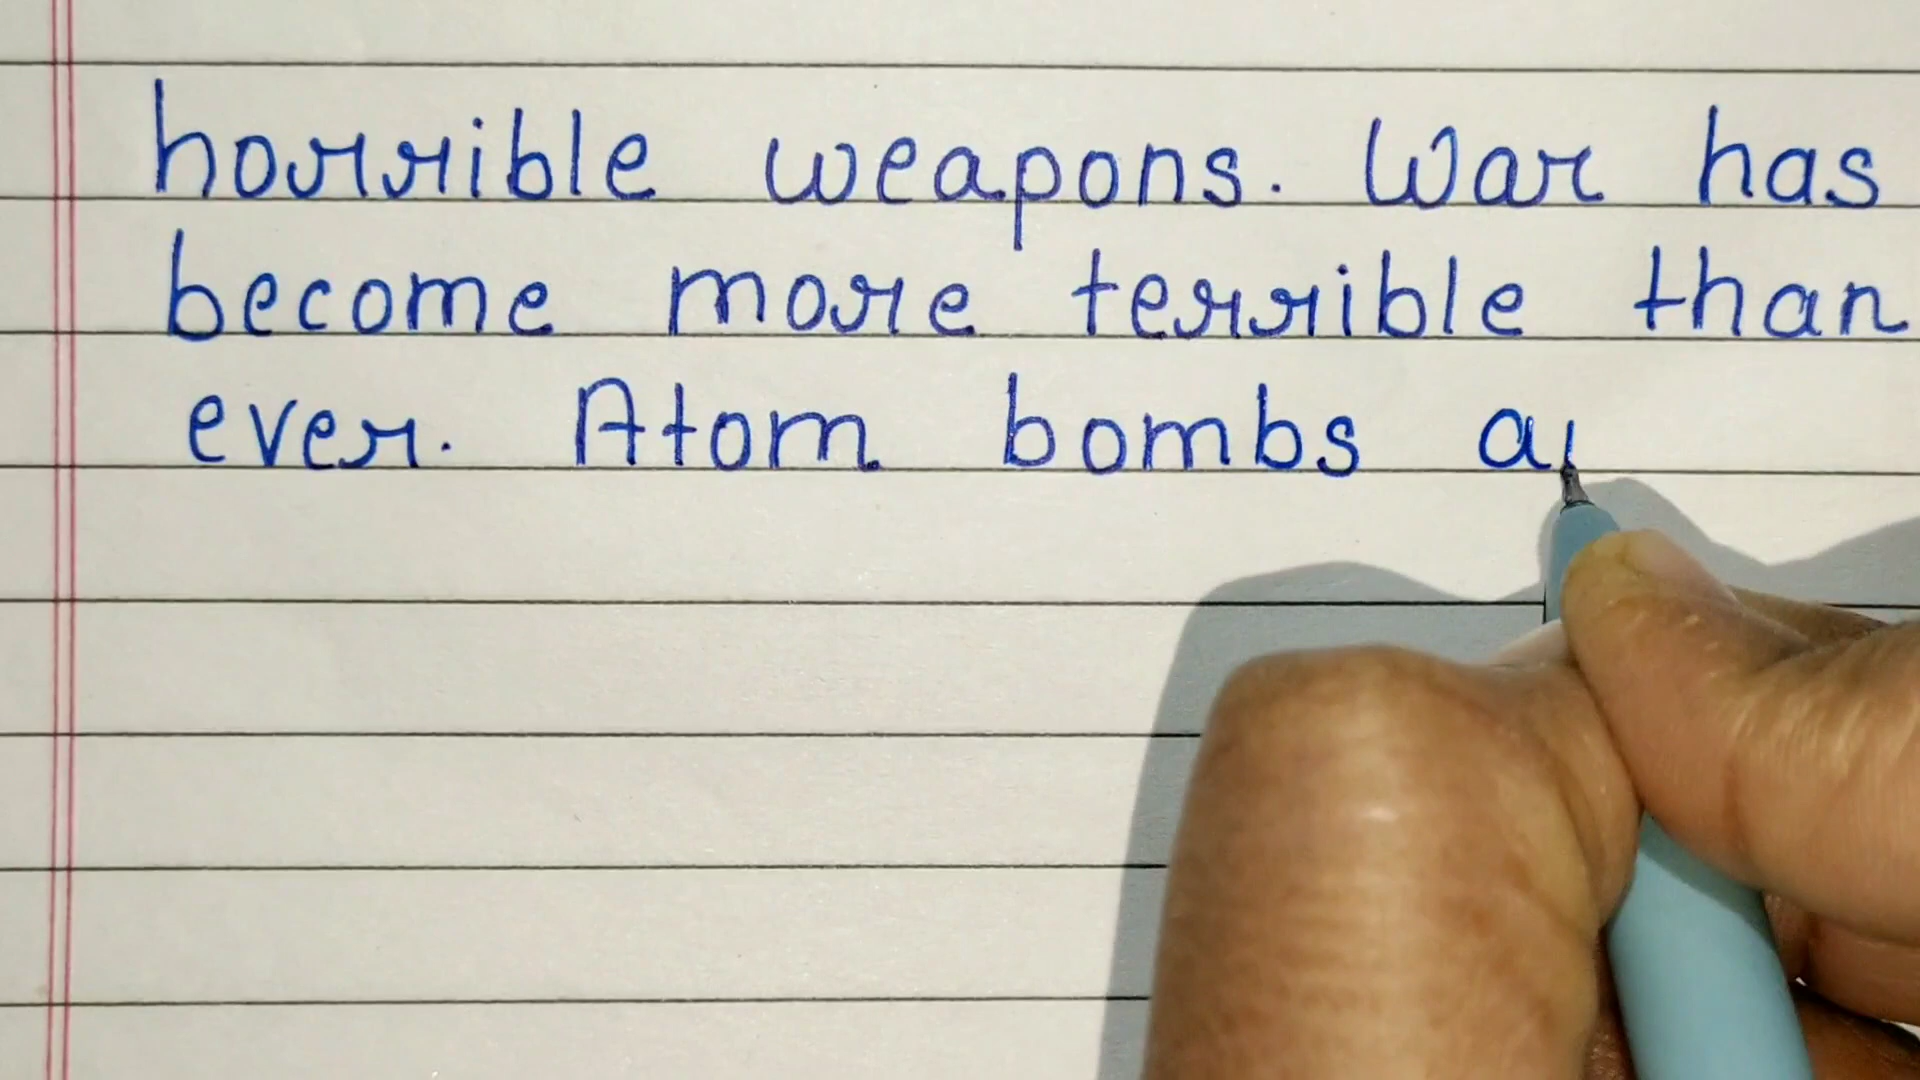 horrible weapons. War has
become more terrible than
ever. Atom bombs a